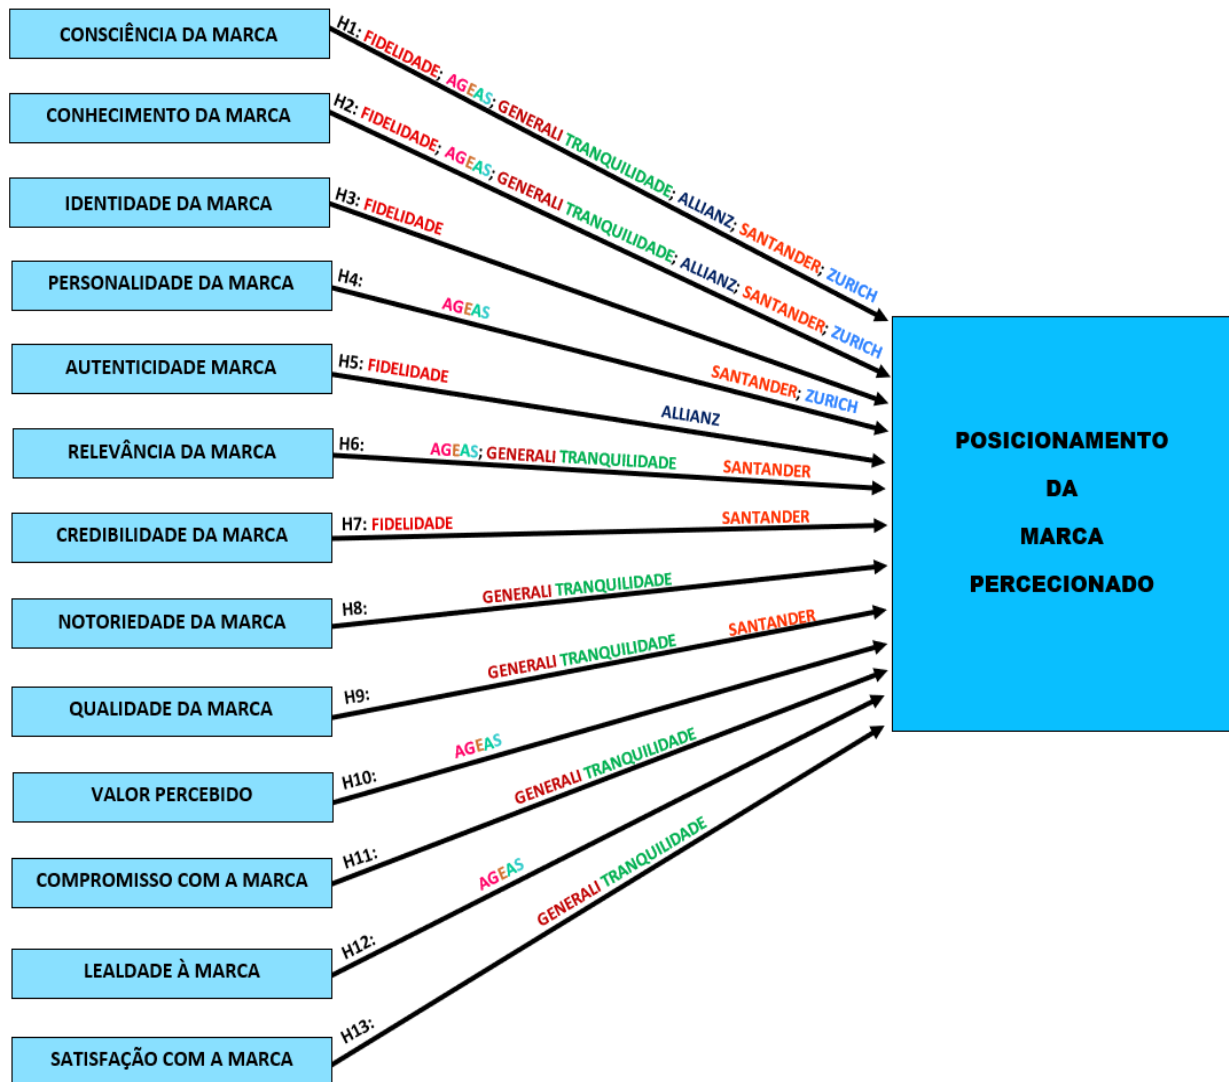 CONSCIÊNCIA DA MARCA
H1: FIDELIDADE; AGEAS; GENERALI TRANQUILIDADE; ALLIANZ; SANTANDER; ZURICH
CONHECIMENTO DA MARCA
H2: FIDELIDADE; AGEAS; GENERALI TRANQUILIDADE; ALLIANZ; SANTANDER; ZURICH
IDENTIDADE DA MARCA
H3: FIDELIDADE
PERSONALIDADE DA MARCA
H4: AGEAS SANTANDER; ZURICH
AUTENTICIDADE MARCA
H5: FIDELIDADE ALLIANZ
RELEVÂNCIA DA MARCA
H6: AGEAS; GENERALI TRANQUILIDADE SANTANDER
CREDIBILIDADE DA MARCA
H7: FIDELIDADE SANTANDER
NOTORIEDADE DA MARCA
H8: GENERALI TRANQUILIDADE
QUALIDADE DA MARCA
H9: GENERALI TRANQUILIDADE SANTANDER
VALOR PERCEBIDO
H10: AGEAS
COMPROMISSO COM A MARCA
H11: GENERALI TRANQUILIDADE
LEALDADE À MARCA
H12: AGEAS
SATISFAÇÃO COM A MARCA
H13: GENERALI TRANQUILIDADE
POSICIONAMENTO
DA
MARCA
PERCECIONADO